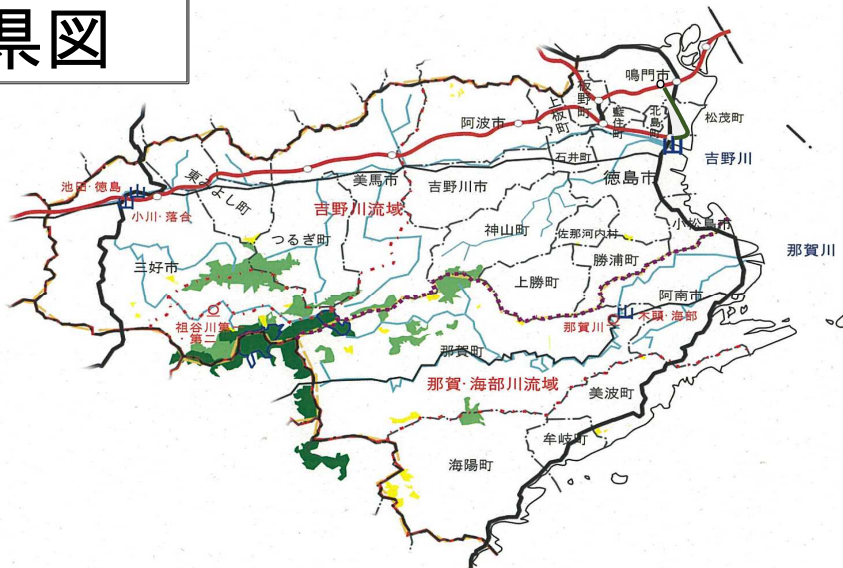 県図
鳴門市
板野町
上板町
藍住町
北島町
松茂町
阿波市
石井町
吉野川
池田・徳島
山
東みよし町
美馬市
吉野川市
徳島市
山
小川・落合
吉野川流域
つるぎ町
神山町
佐那河内村
小松島市
那賀川
三好市
勝浦町
上勝町
阿南市
祖谷川第一
第二
那賀川
山
木頭・海部
那賀町
那賀・海部川流域
美波町
牟岐町
海陽町